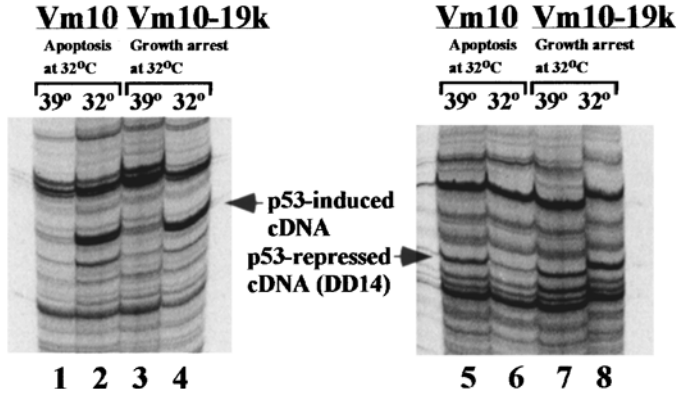 Vm10 Vm10-19k
Apoptosis at 32°C
Growth arrest at 32°C
39° 32° 39° 32°
p53-induced cDNA
p53-repressed cDNA (DD14)
1 2 3 4
Vm10 Vm10-19k
Apoptosis at 32°C
Growth arrest at 32°C
39° 32° 39° 32°
5 6 7 8